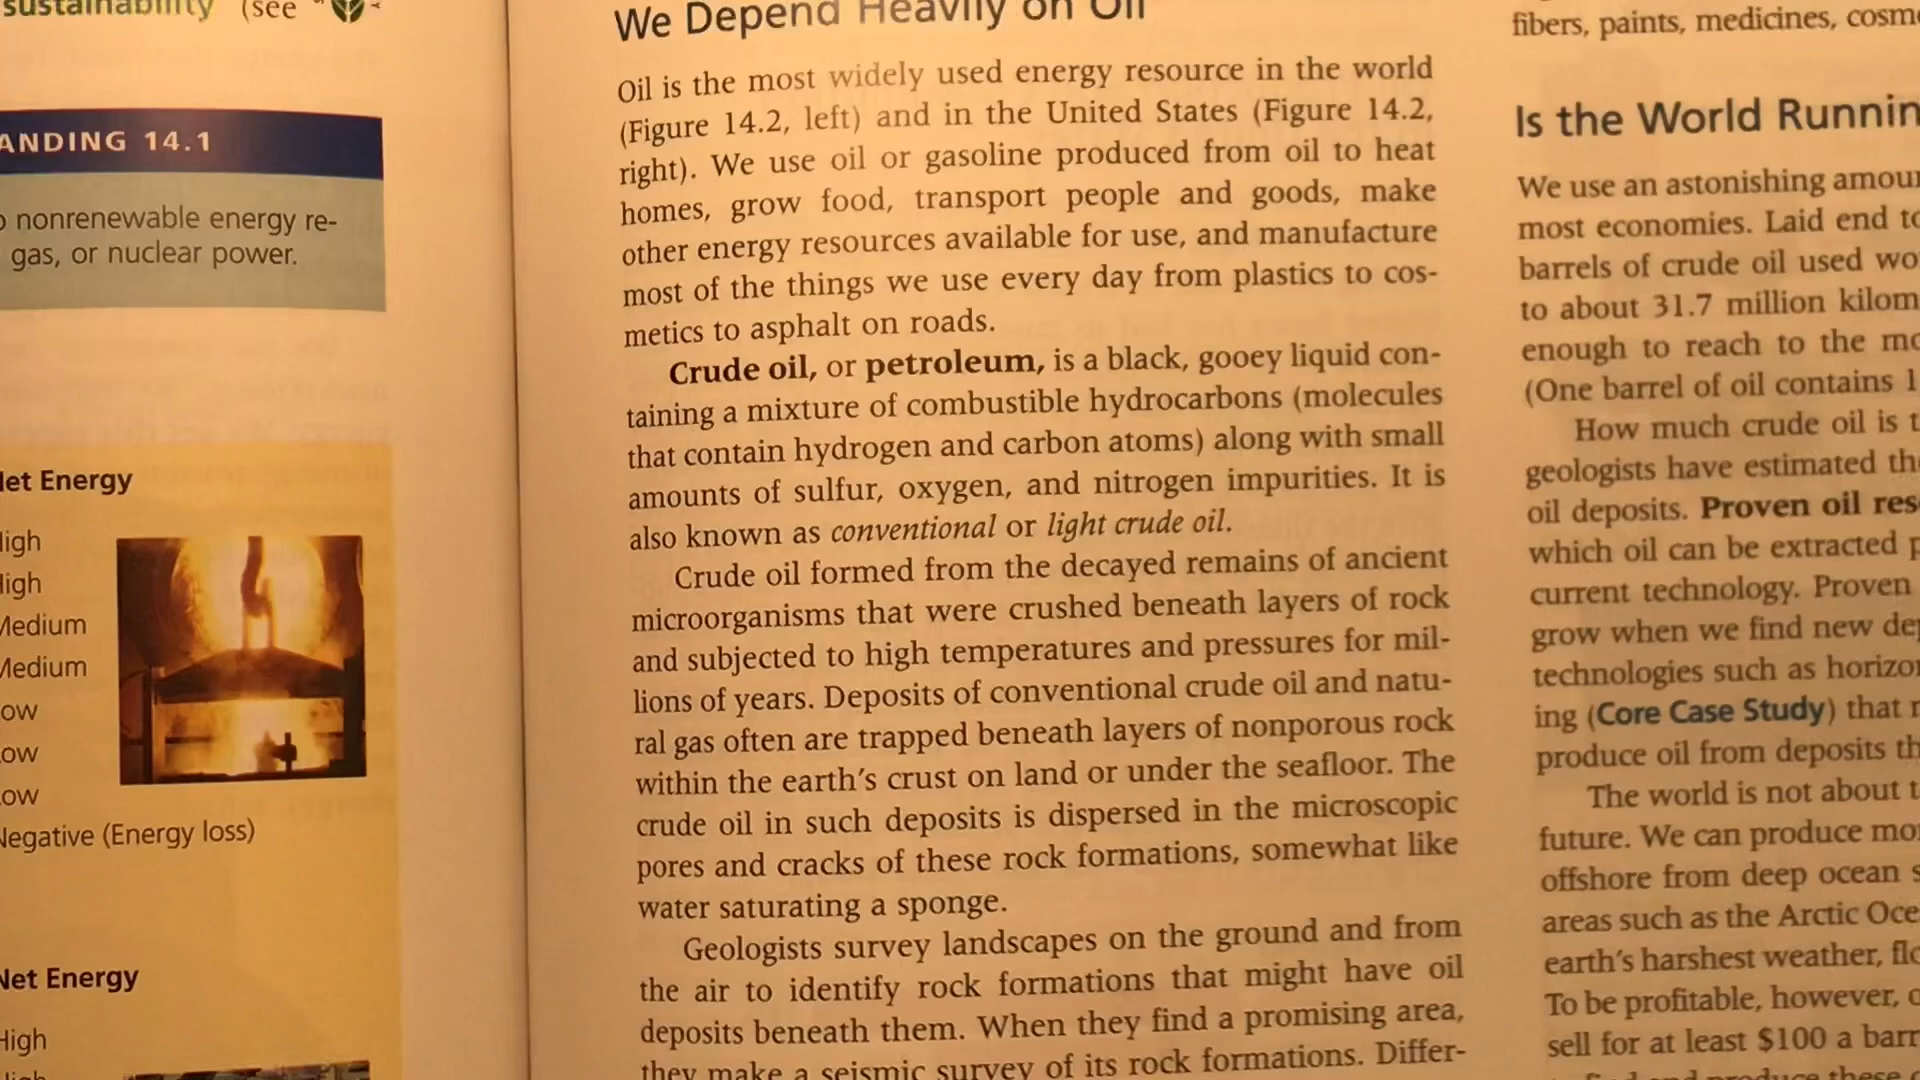 sustainability (see
ANDING 14.1
nonrenewable energy re-
gas, or nuclear power.
Net Energy
High
High
Medium
Medium
Low
Low
Low
Negative (Energy loss)
Net Energy
High
We Depend Heavily on Oil
Oil is the most widely used energy resource in the world
(Figure 14.2, left) and in the United States (Figure 14.2,
right). We use oil or gasoline produced from oil to heat
homes, grow food, transport people and goods, make
other energy resources available for use, and manufacture
most of the things we use every day from plastics to cos-
metics to asphalt on roads.
Crude oil, or petroleum, is a black, gooey liquid con-
taining a mixture of combustible hydrocarbons (molecules
that contain hydrogen and carbon atoms) along with small
amounts of sulfur, oxygen, and nitrogen impurities. It is
also known as conventional or light crude oil.
Crude oil formed from the decayed remains of ancient
microorganisms that were crushed beneath layers of rock
and subjected to high temperatures and pressures for mil-
lions of years. Deposits of conventional crude oil and natu-
ral gas often are trapped beneath layers of nonporous rock
within the earth's crust on land or under the seafloor. The
crude oil in such deposits is dispersed in the microscopic
pores and cracks of these rock formations, somewhat like
water saturating a sponge.
Geologists survey landscapes on the ground and from
the air to identify rock formations that might have oil
deposits beneath them. When they find a promising area,
they make a seismic survey of its rock formations. Differ-
fibers, paints, medicines, cosm
Is the World Runnin
We use an astonishing amou
most economies. Laid end to
barrels of crude oil used wo
to about 31.7 million kilom
enough to reach to the mo
(One barrel of oil contains 1
How much crude oil is t
geologists have estimated th
oil deposits. Proven oil res
which oil can be extracted p
current technology. Proven
grow when we find new dep
technologies such as horizon
ing (Core Case Study) that
produce oil from deposits th
The world is not about t
future. We can produce mor
offshore from deep ocean s
areas such as the Arctic Oce
earth's harshest weather, flo
To be profitable, however,
sell for at least $100 a barr